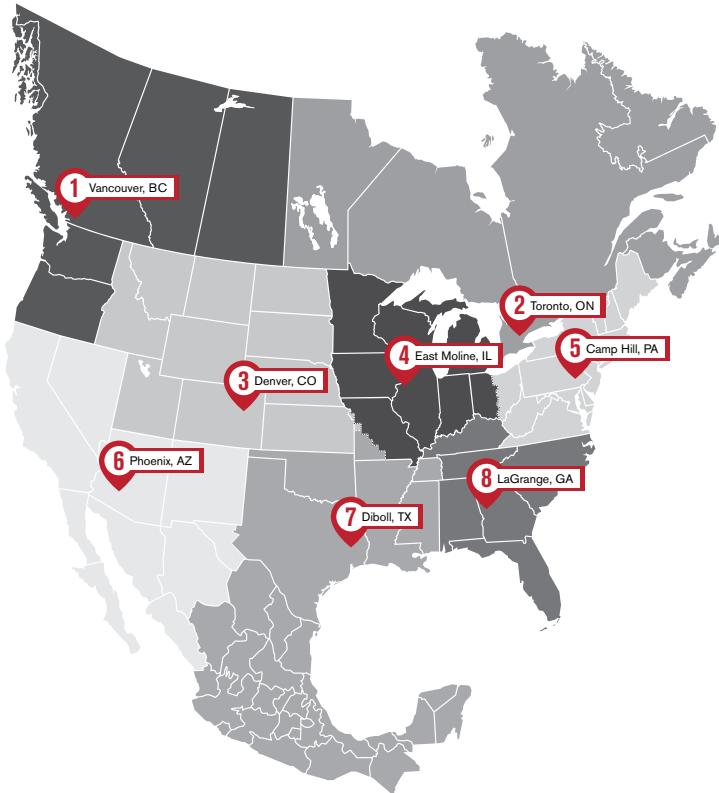 1 Vancouver, BC
2 Toronto, ON
5 Camp Hill, PA
4 East Moline, IL
3 Denver, CO
6 Phoenix, AZ
8 LaGrange, GA
7 Diboll, TX